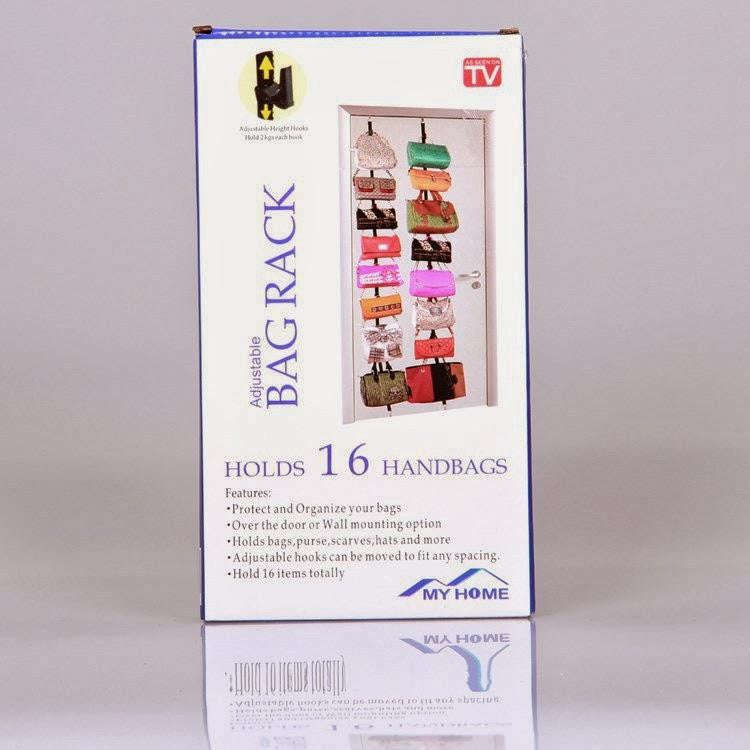 AS SEEN ON
TV
Adjustable Height Hooks
Hold 2 kgs each hook
Adjustable
BAG RACK
HOLDS 16 HANDBAGS
Features:
•Protect and Organize your bags
•Over the door or Wall mounting option
•Holds bags,purse,scarves,hats and more
•Adjustable hooks can be moved to fit any spacing.
•Hold 16 items totally
MY HOME